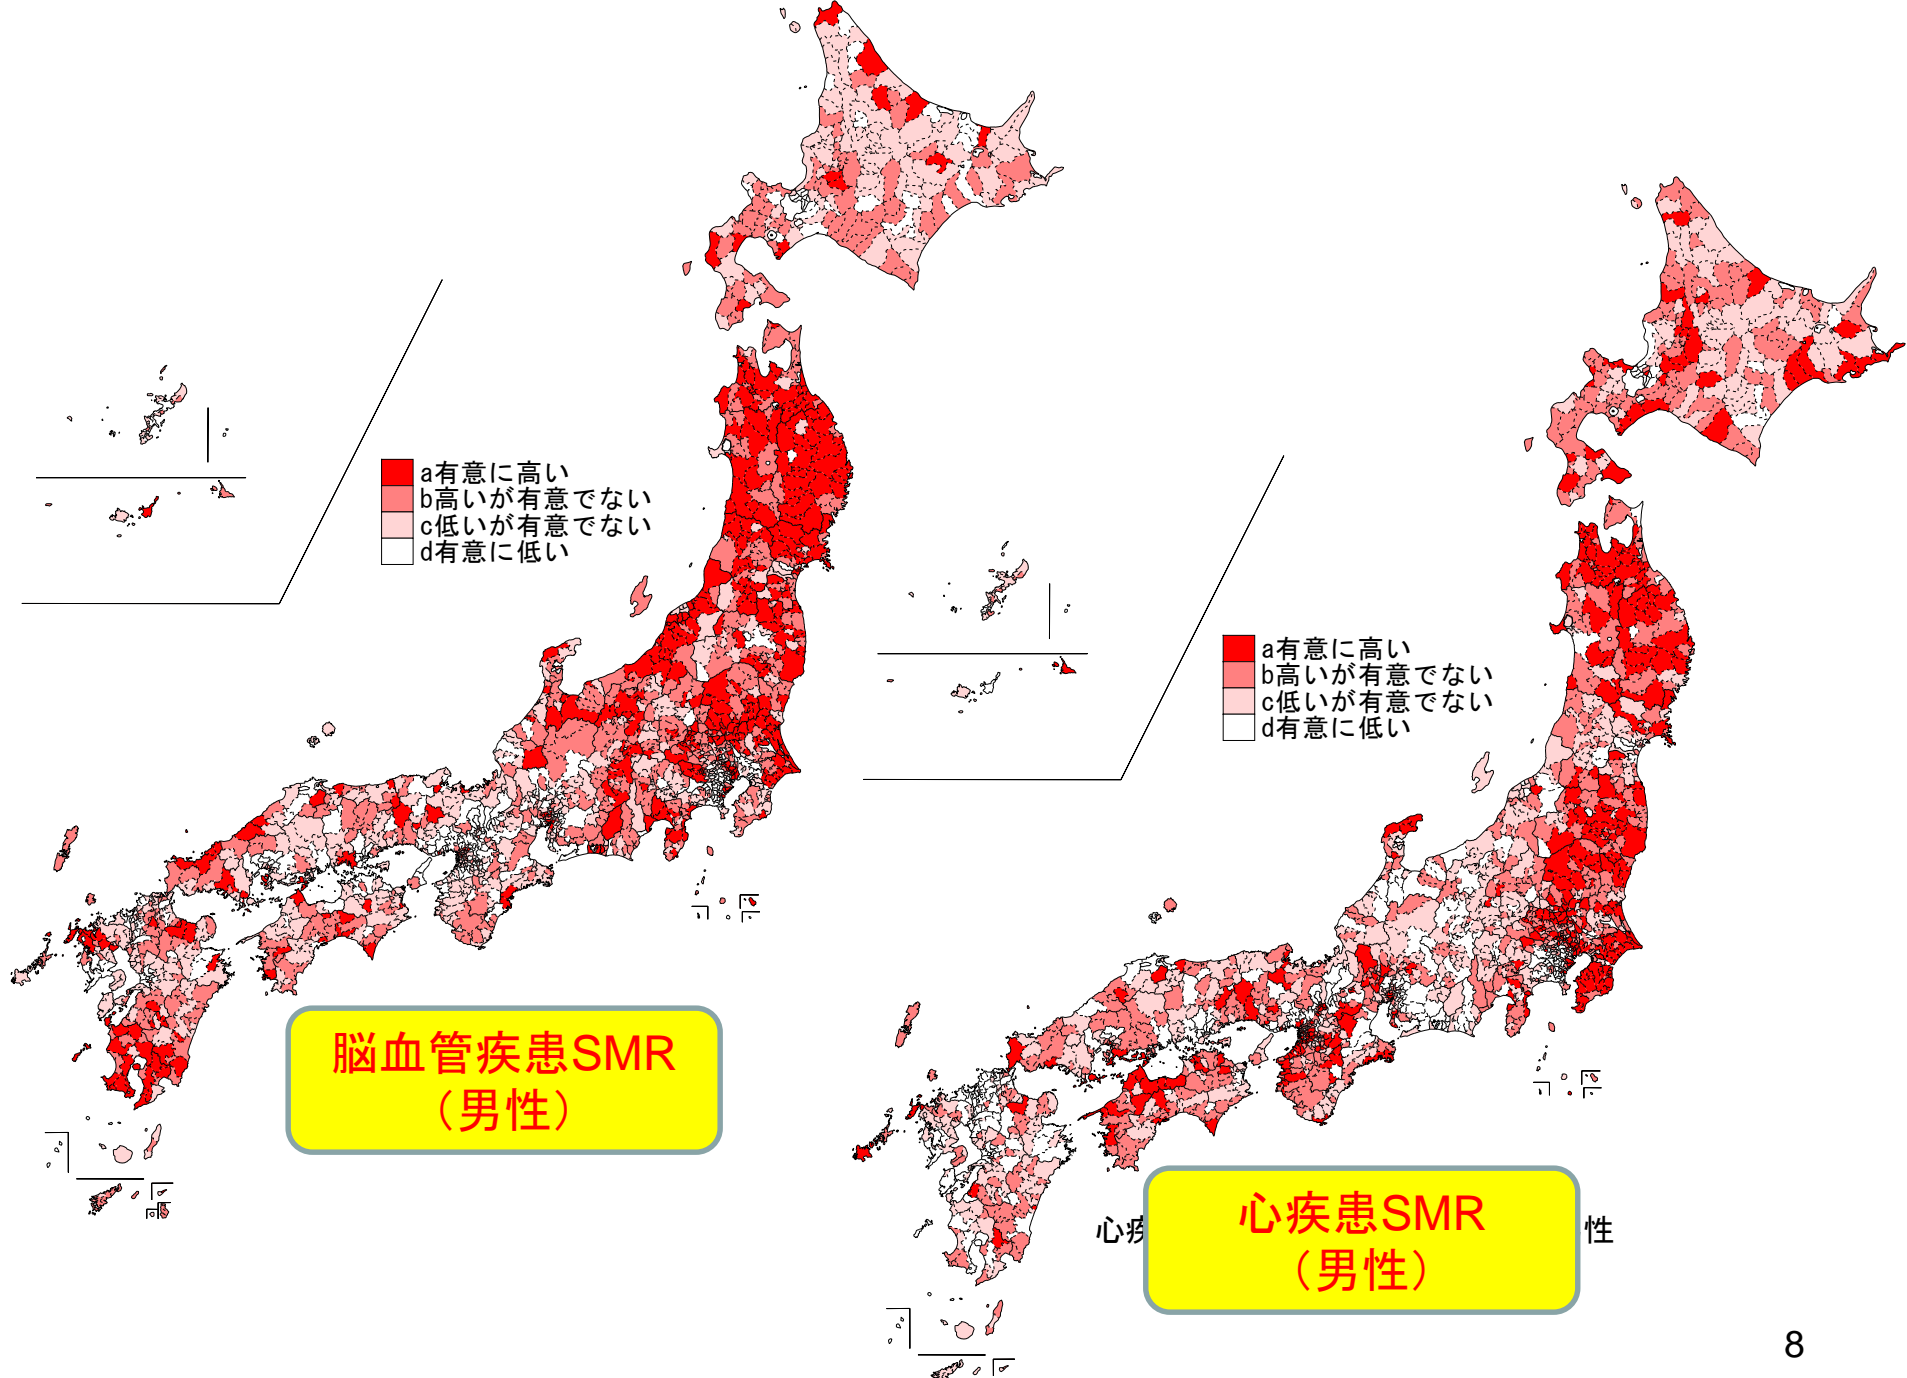 a有意に高い
b高いが有意でない
c低いが有意でない
d有意に低い
a有意に高い
b高いが有意でない
c低いが有意でない
d有意に低い
脳血管疾患SMR
（男性）
心疾
性
心疾患SMR
（男性）
8